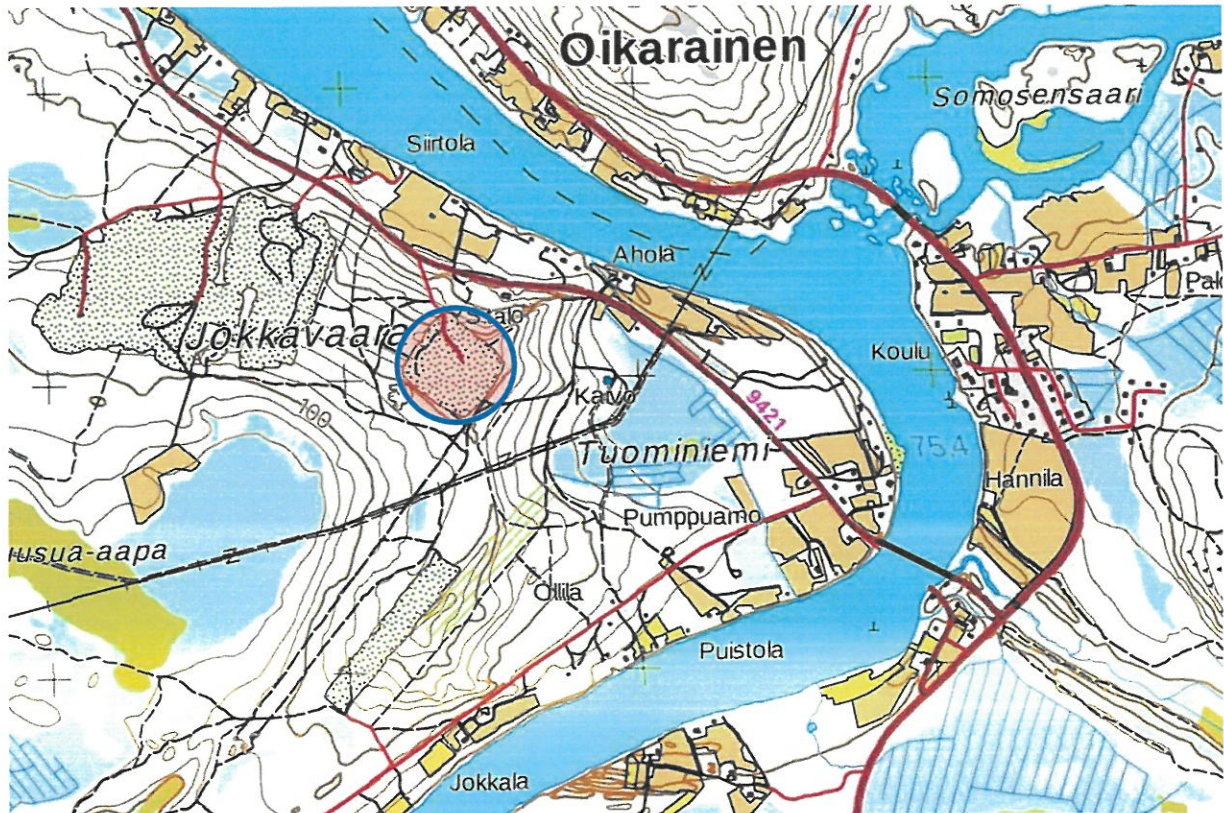 Oikarainen
Somosensaari
Siirtola
Ahola
Koulu
Jokkavaara
Kaivo
100
9421
75,4
Tuominiemi
Hannila
Pumppuamo
Ollila
Puistola
Jokkala